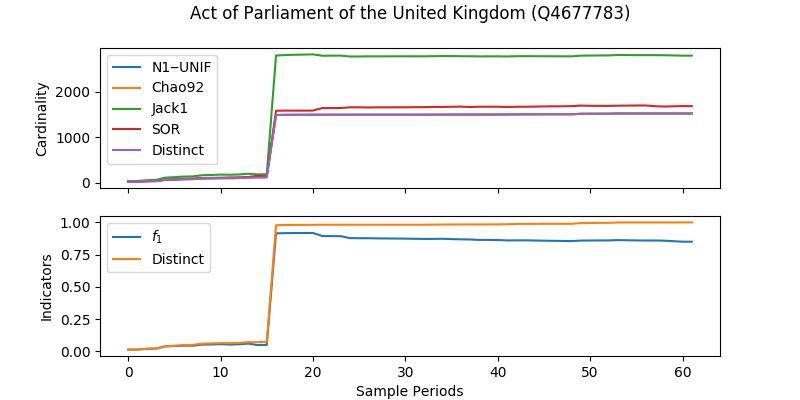 Act of Parliament of the United Kingdom (Q4677783)
Cardinality
2000
1000
0
N1−UNIF
Chao92
Jack1
SOR
Distinct
Indicators
1.00
0.75
0.50
0.25
0.00
f1
Distinct
0 10 20 30 40 50 60
Sample Periods